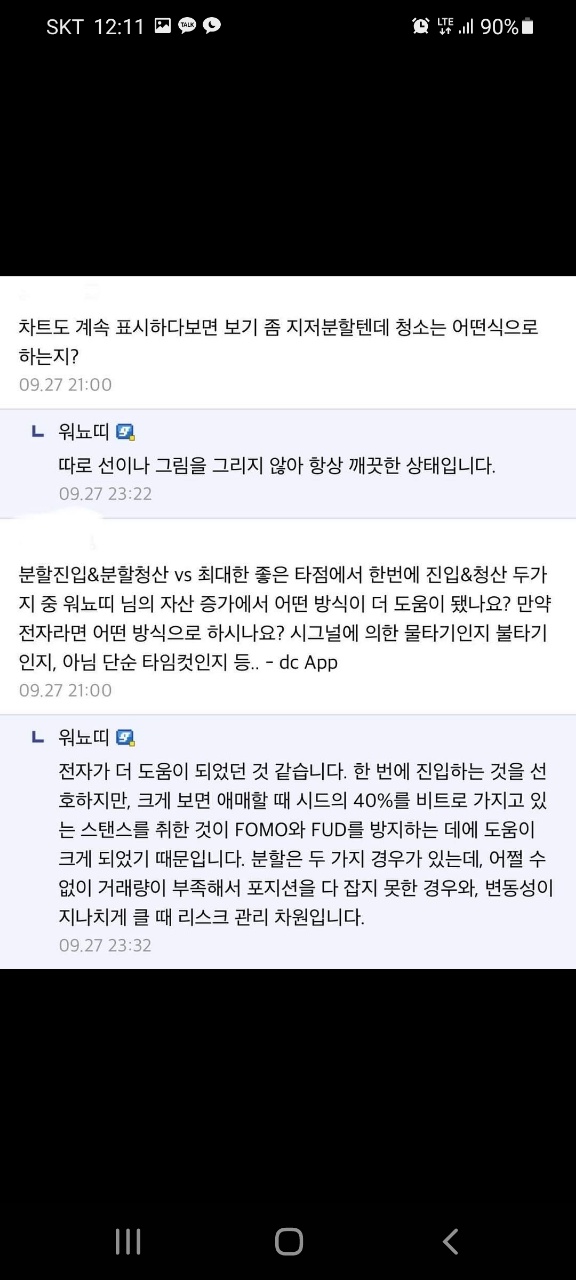 SKT 12:11 TALK LTE 90%
차트도 계속 표시하다보면 보기 좀 지저분할텐데 청소는 어떤식으로
하는지?
09.27 21:00
ㄴ 워뇨띠 g
따로 선이나 그림을 그리지 않아 항상 깨끗한 상태입니다.
09.27 23:22
분할진입&분할청산 vs 최대한 좋은 타점에서 한번에 진입&청산 두가
지 중 워뇨띠 님의 자산 증가에서 어떤 방식이 더 도움이 됐나요? 만약
전자라면 어떤 방식으로 하시나요? 시그널에 의한 물타기인지 불타기
인지, 아님 단순 타임컷인지 등.. - dc App
09.27 21:00
ㄴ 워뇨띠 g
전자가 더 도움이 되었던 것 같습니다. 한 번에 진입하는 것을 선
호하지만, 크게 보면 애매할 때 시드의 40%를 비트로 가지고 있
는 스탠스를 취한 것이 FOMO와 FUD를 방지하는 데에 도움이
크게 되었기 때문입니다. 분할은 두 가지 경우가 있는데, 어쩔 수
없이 거래량이 부족해서 포지션을 다 잡지 못한 경우와, 변동성이
지나치게 클 때 리스크 관리 차원입니다.
09.27 23:32